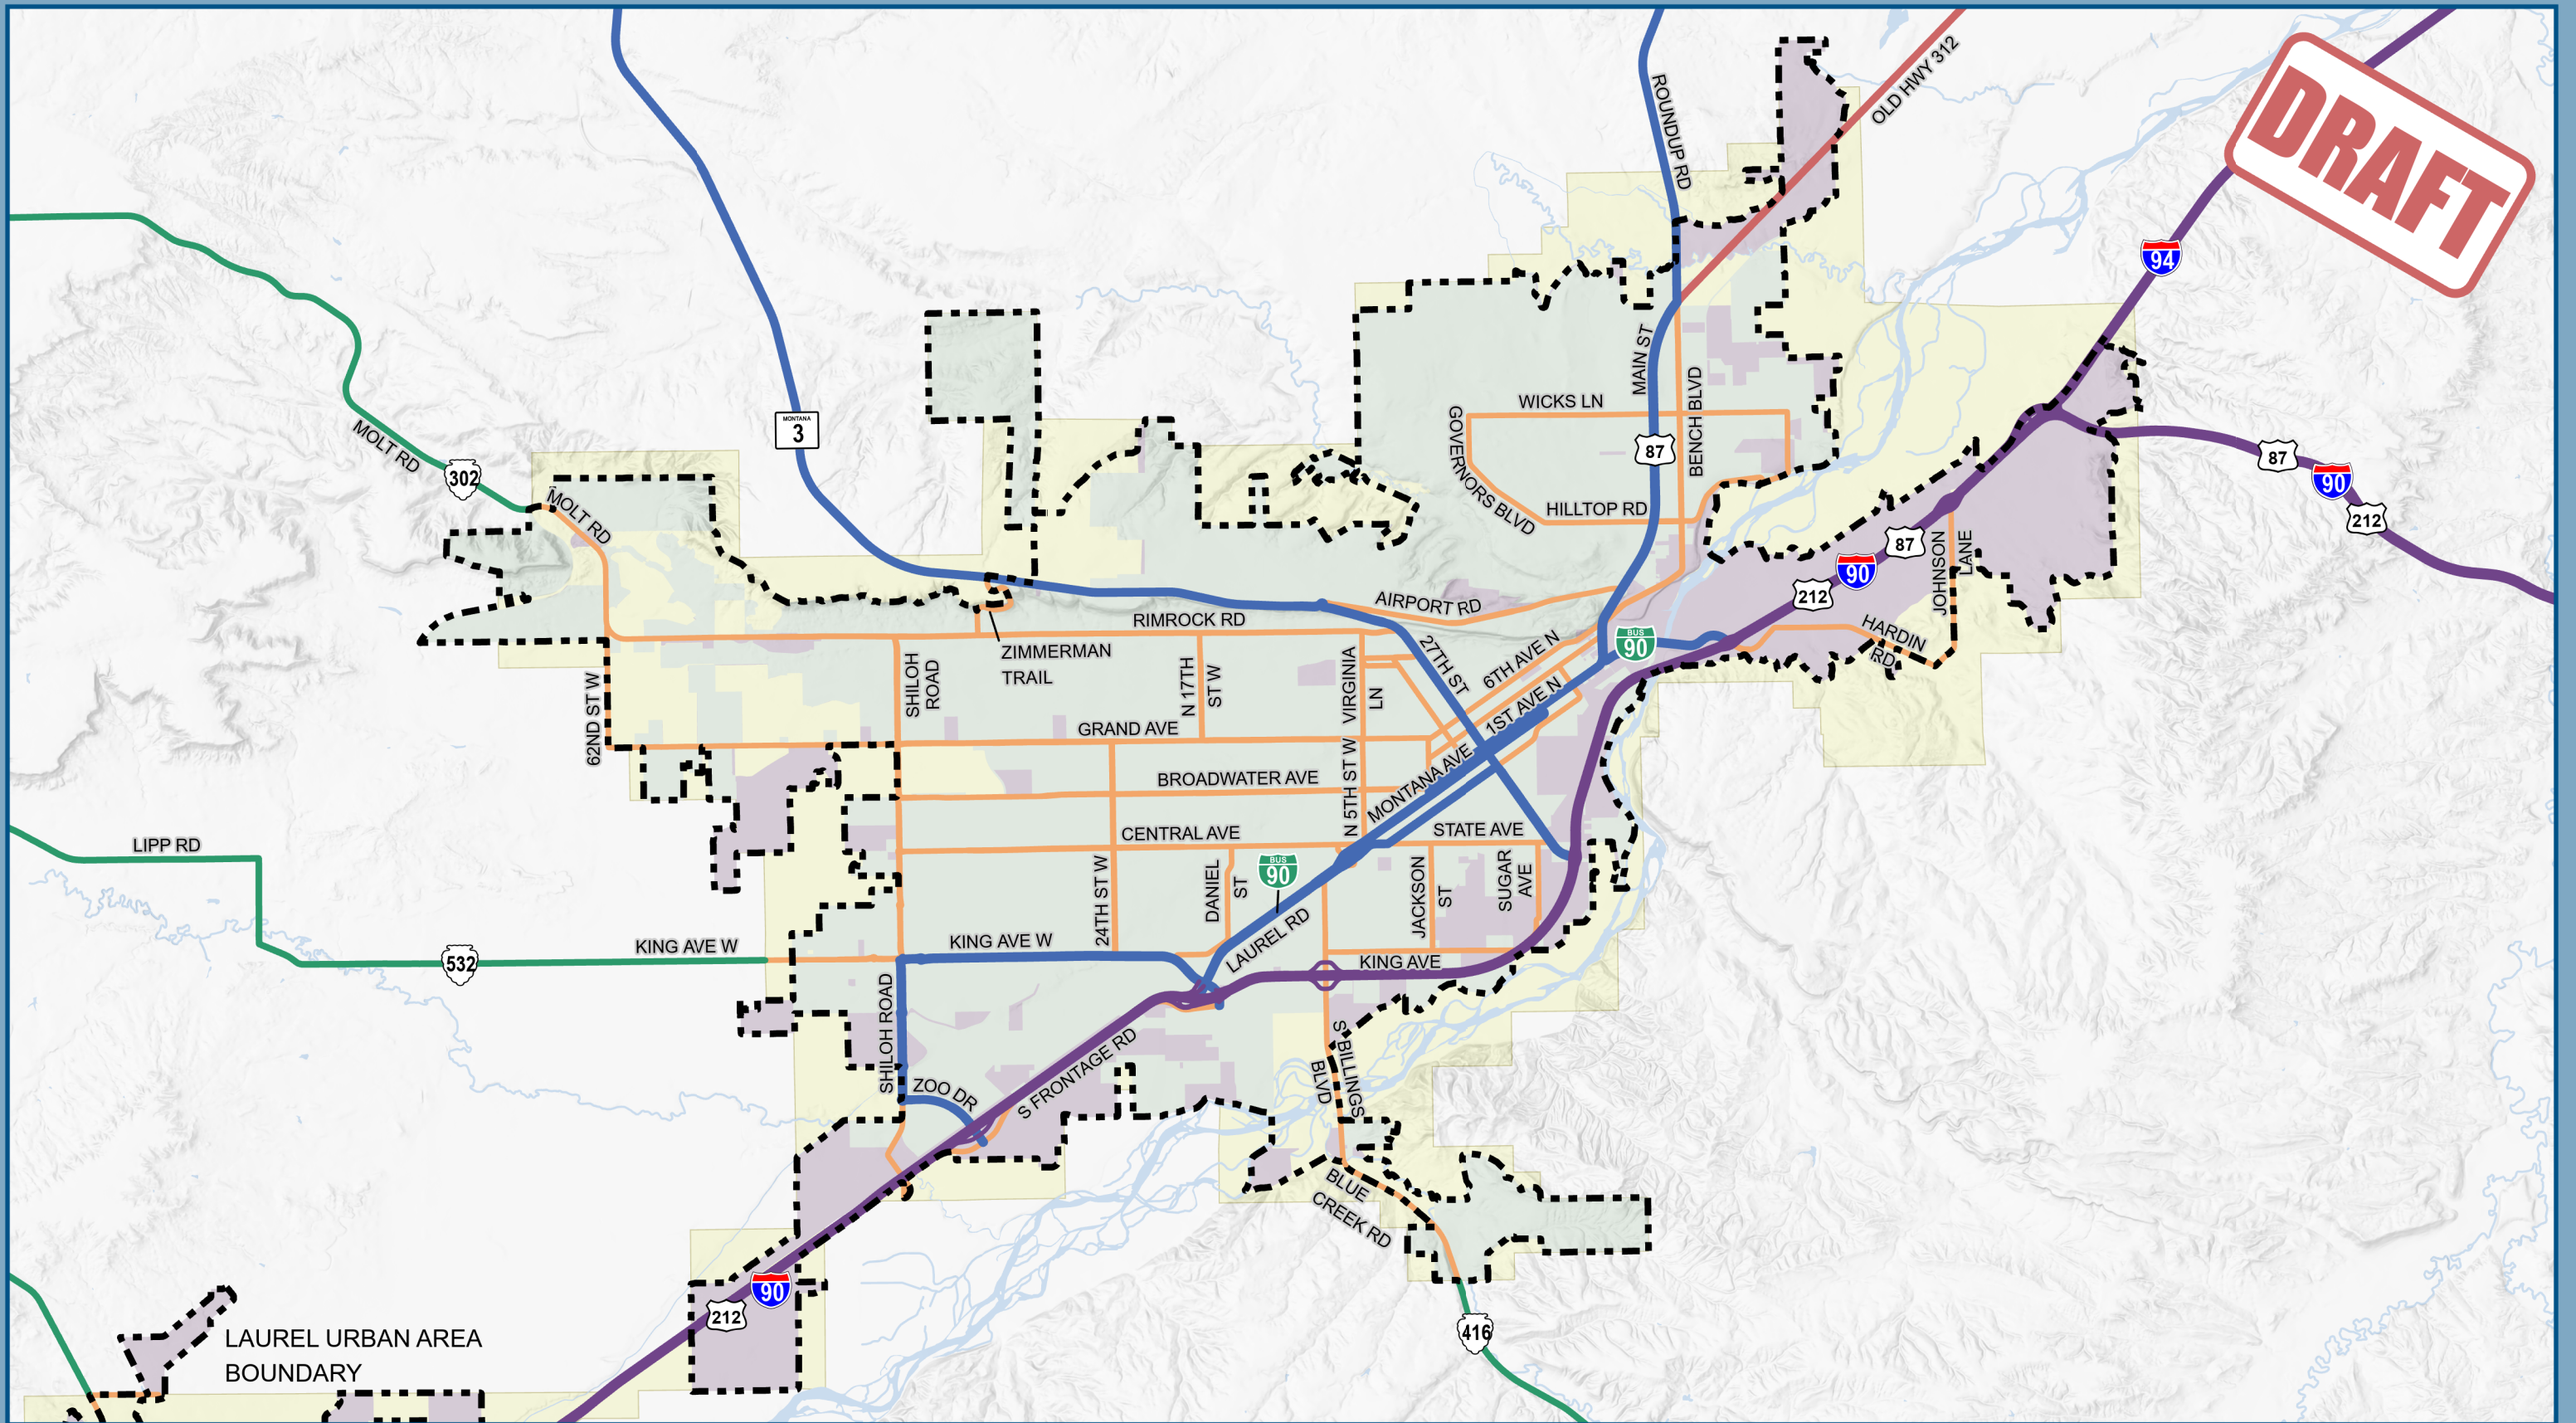 DRAFT
OLD HWY 312
ROUNDUP RD
94
MAIN ST
BENCH BLVD
WICKS LN
GOVERNORS BLVD
HILLTOP RD
87
MONTANA
3
MOLT RD
302
MOLT RD
87
90
212
87
90
212
JOHNSON
LANE
HARDIN
RD
AIRPORT RD
RIMROCK RD
BUS
90
ZIMMERMAN
TRAIL
SHILOH
ROAD
N 17TH
ST W
VIRGINIA
LN
27TH ST
6TH AVE N
1ST AVE N
62ND ST W
GRAND AVE
MONTANA AVE
BROADWATER AVE
N 5TH ST W
CENTRAL AVE
STATE AVE
LIPP RD
BUS
90
24TH ST W
DANIEL
ST
JACKSON
ST
SUGAR
AVE
LAUREL RD
KING AVE W
KING AVE W
KING AVE
532
SHILOH ROAD
ZOO DR
S FRONTAGE RD
S BILLINGS
BLVD
BLUE
CREEK RD
90
212
416
LAUREL URBAN AREA
BOUNDARY